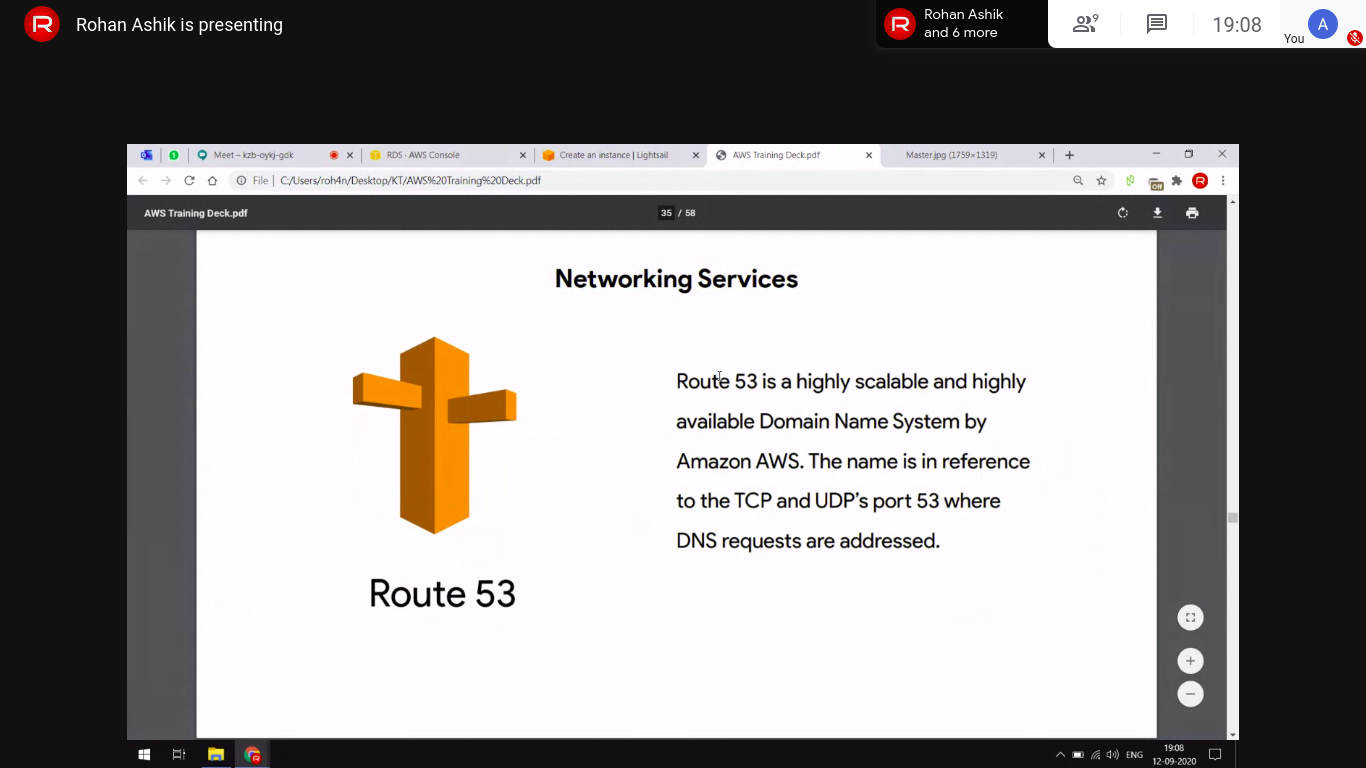 Rohan Ashik is presenting
Rohan Ashik
and 6 more
9
19:08
You
A
Meet – kzb-oykj-gdk
RDS · AWS Console
Create an instance | Lightsail
AWS Training Deck.pdf
Master.jpg (1759×1319)
File | C:/Users/roh4n/Desktop/KT/AWS%20Training%20Deck.pdf
Off
R
AWS Training Deck.pdf
35 / 58
Networking Services
Route 53 is a highly scalable and highly
available Domain Name System by
Amazon AWS. The name is in reference
to the TCP and UDP's port 53 where
DNS requests are addressed.
Route 53
ENG
19:08
12-09-2020